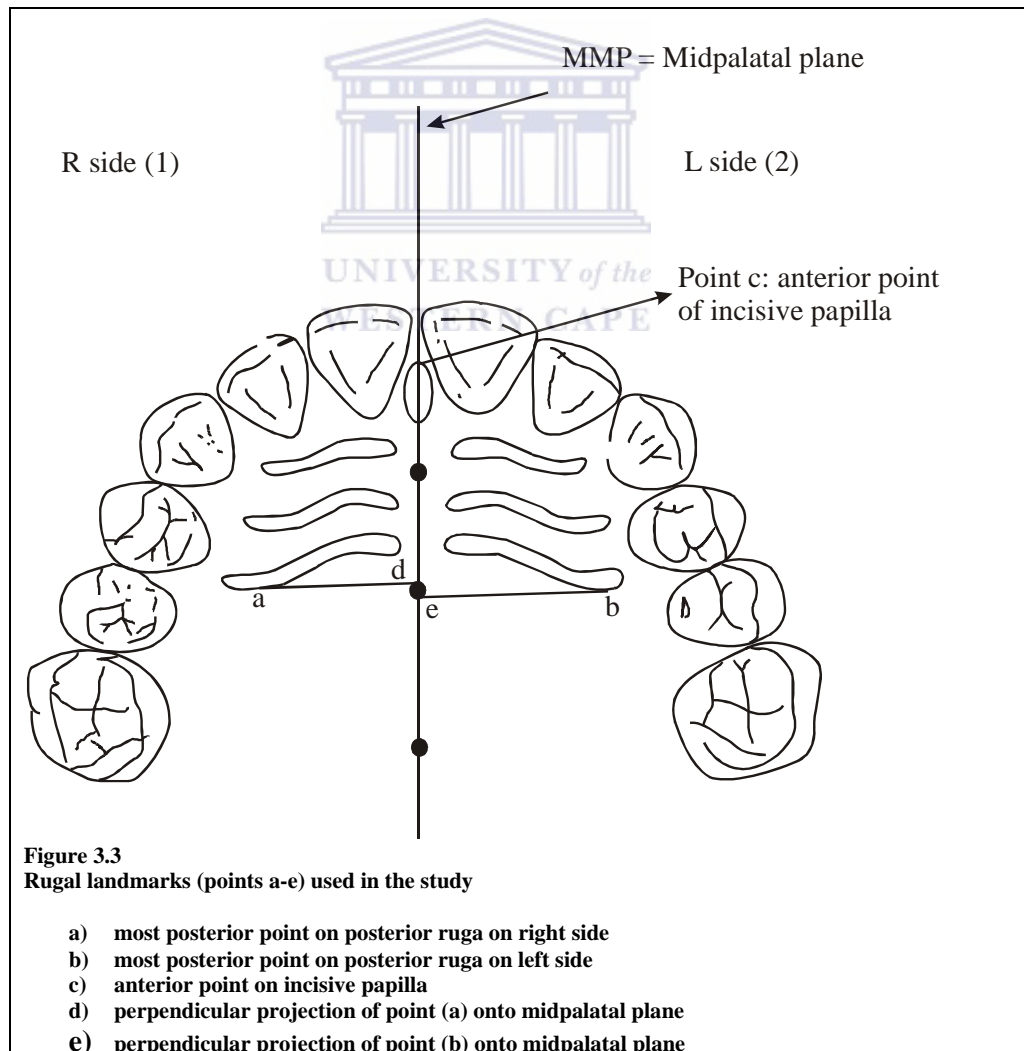 MMP = Midpalatal plane
R side (1)
L side (2)
UNIVERSITY of the
WESTERN CAPE
Point c: anterior point
of incisive papilla
d
a
e
b
Figure 3.3
Rugal landmarks (points a-e) used in the study
a) most posterior point on posterior ruga on right side
b) most posterior point on posterior ruga on left side
c) anterior point on incisive papilla
d) perpendicular projection of point (a) onto midpalatal plane
e) perpendicular projection of point (b) onto midpalatal plane